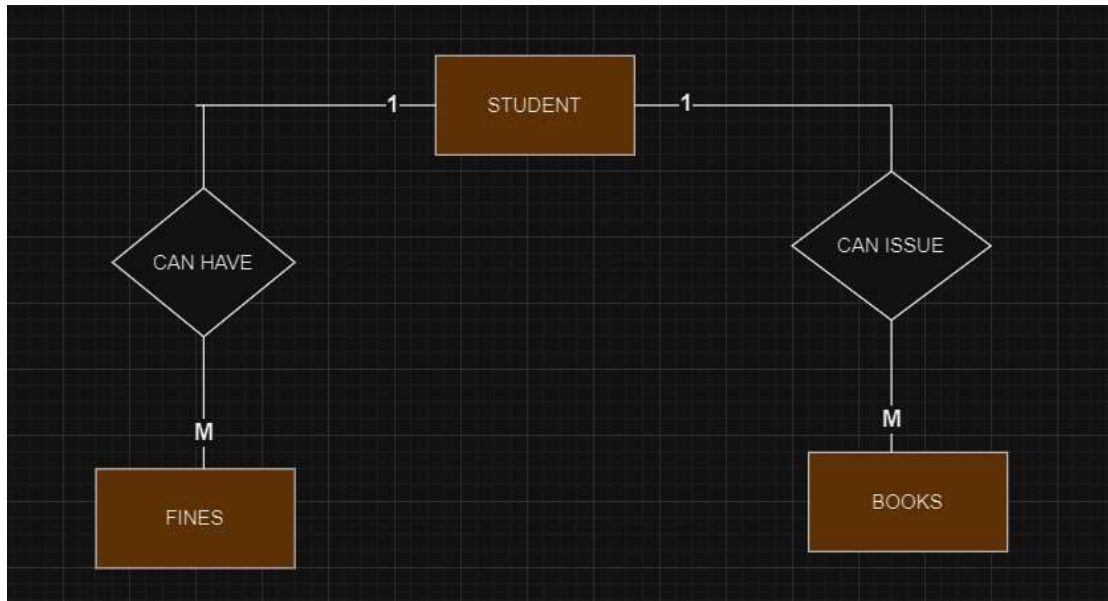 1
STUDENT
1
CAN HAVE
CAN ISSUE
M
M
FINES
BOOKS